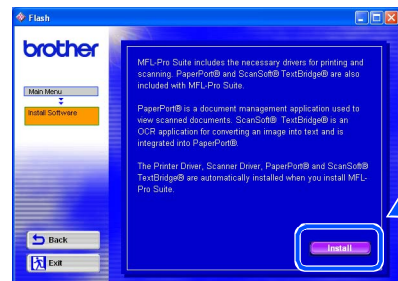 Flash
brother
MFL-Pro Suite includes the necessary drivers for printing and
scanning. PaperPort® and ScanSoft® TextBridge® are also
included with MFL-Pro Suite.
Main Menu
Install Software
PaperPort® is a document management application used to
view scanned documents. ScanSoft® TextBridge® is an
OCR application for converting an image into text and is
integrated into PaperPort®.
The Printer Driver, Scanner Driver, PaperPort® and ScanSoft®
TextBridge® are automatically installed when you install MFL-
Pro Suite.
Back
Install
Exit